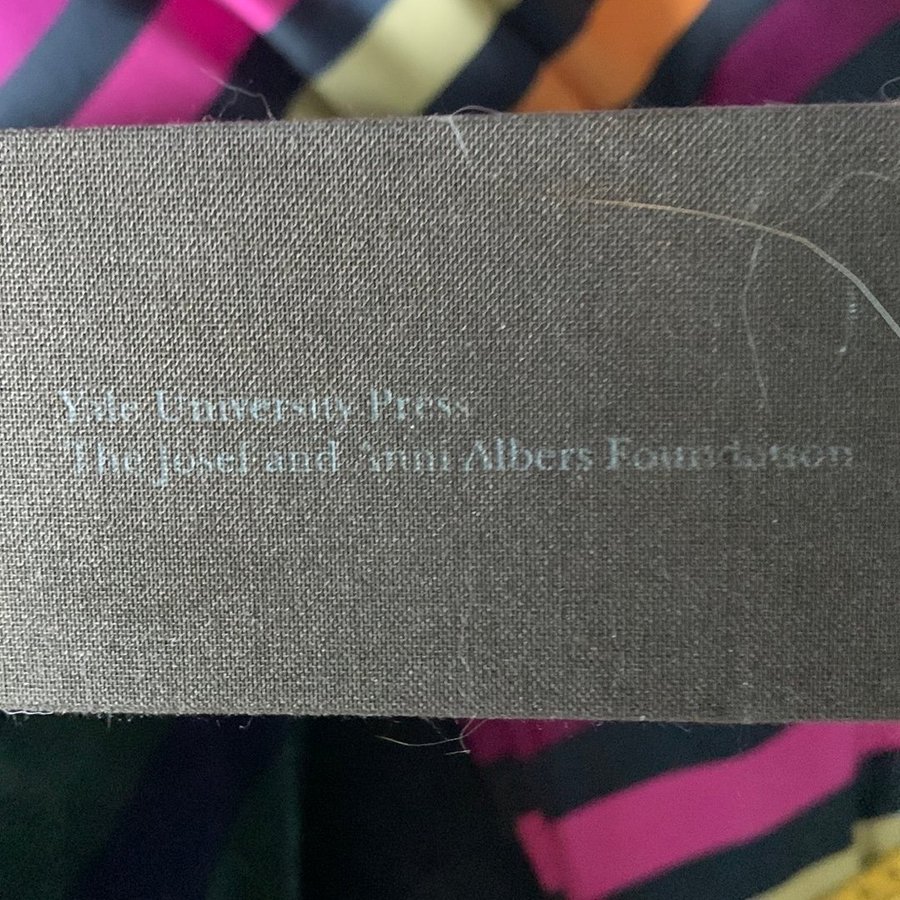 Yale University Press
The Josef and Anni Albers Foundation